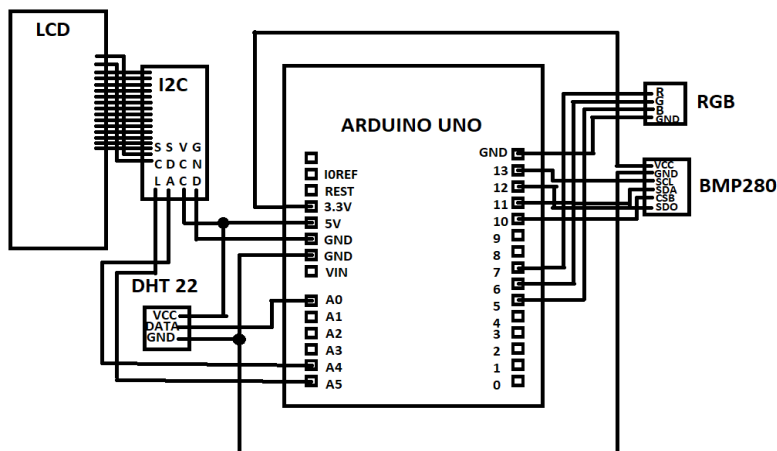 LCD
I2C
S S V G
C D C N
L A C D
ARDUINO UNO
I0REF
REST
3.3V
5V
GND
GND
VIN
A0
A1
A2
A3
A4
A5
GND
13
12
11
10
9
8
7
6
5
4
3
2
1
0
DHT 22
VCC
DATA
GND
R
G
B
GND
RGB
VCC
GND
SCL
SDA
CSB
SDO
BMP280